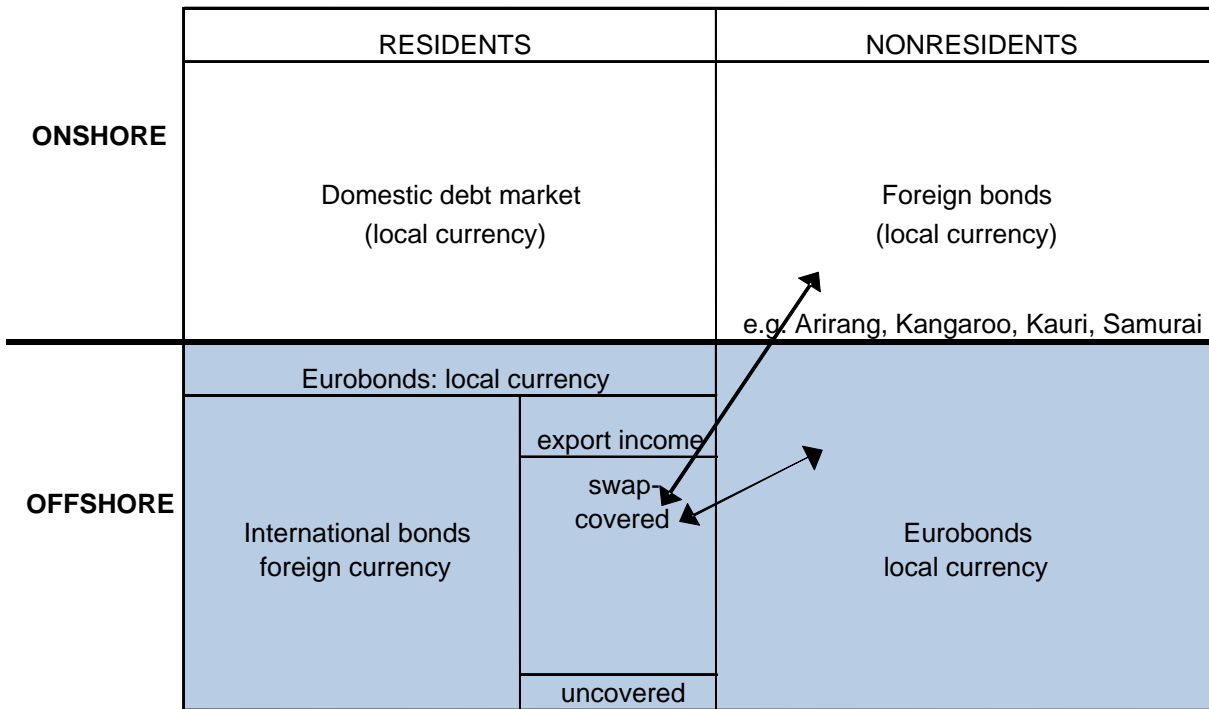 RESIDENTS
NONRESIDENTS
ONSHORE
Domestic debt market
(local currency)
Foreign bonds
(local currency)
e.g. Arirang, Kangaroo, Kauri, Samurai
OFFSHORE
Eurobonds: local currency
International bonds
foreign currency
export income
swap-
covered
uncovered
Eurobonds
local currency